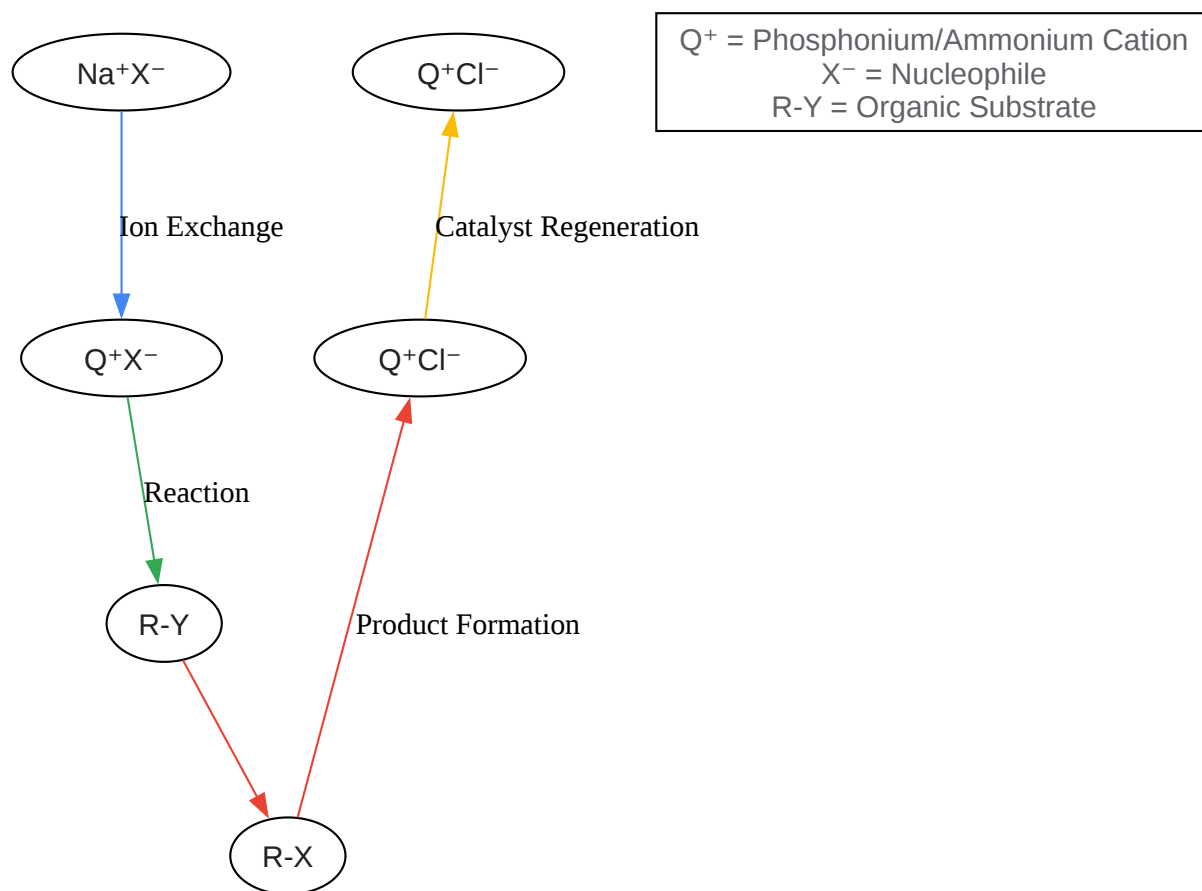 Na⁺X⁻
Q⁺Cl⁻
Q⁺ = Phosphonium/Ammonium Cation
X⁻ = Nucleophile
R-Y = Organic Substrate
Ion Exchange
Catalyst Regeneration
Q⁺X⁻
Q⁺Cl⁻
Reaction
R-Y
Product Formation
R-X